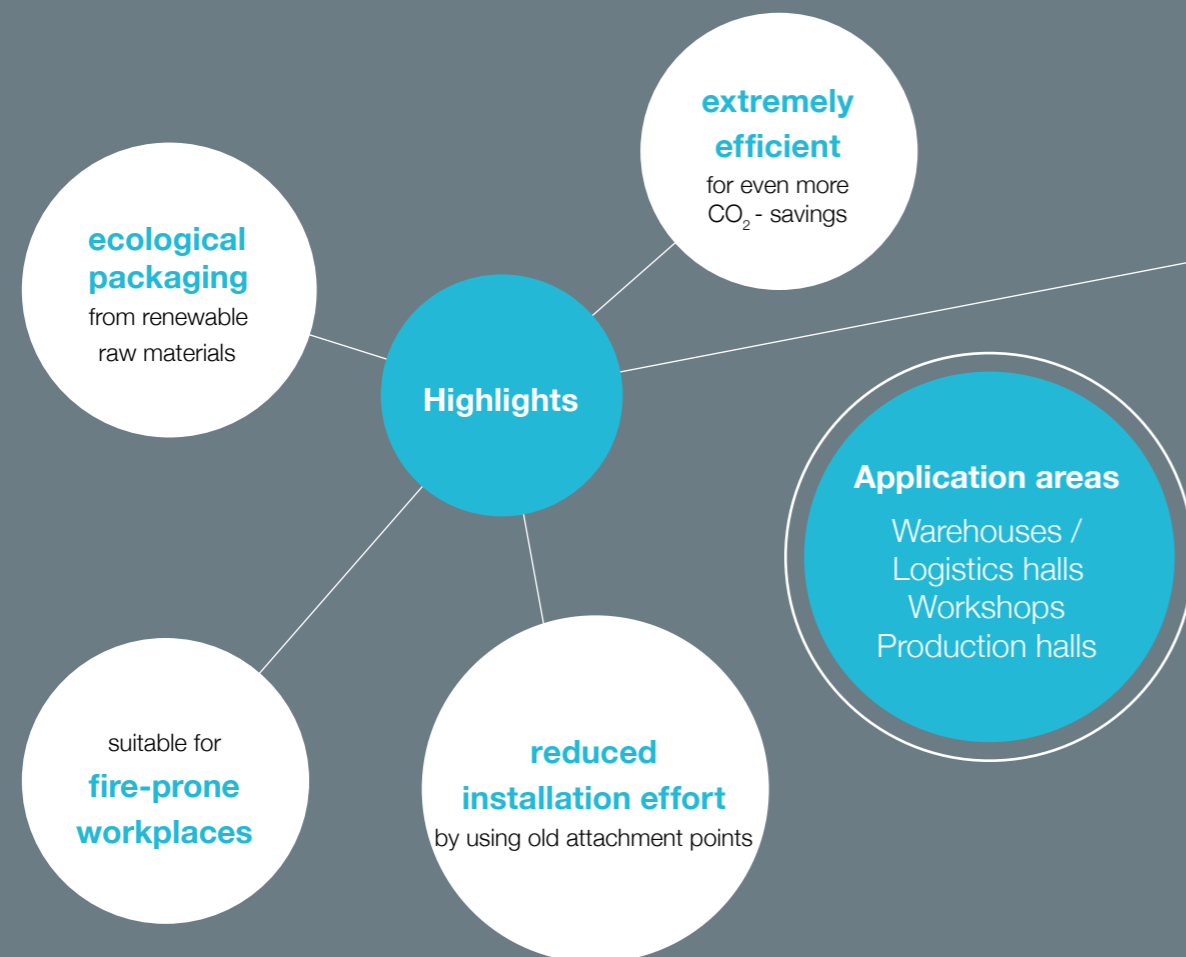 extremely
efficient
for even more
CO₂ - savings
ecological
packaging
from renewable
raw materials
Highlights
Application areas
Warehouses /
Logistics halls
Workshops
Production halls
suitable for
fire-prone
workplaces
reduced
installation effort
by using old attachment points